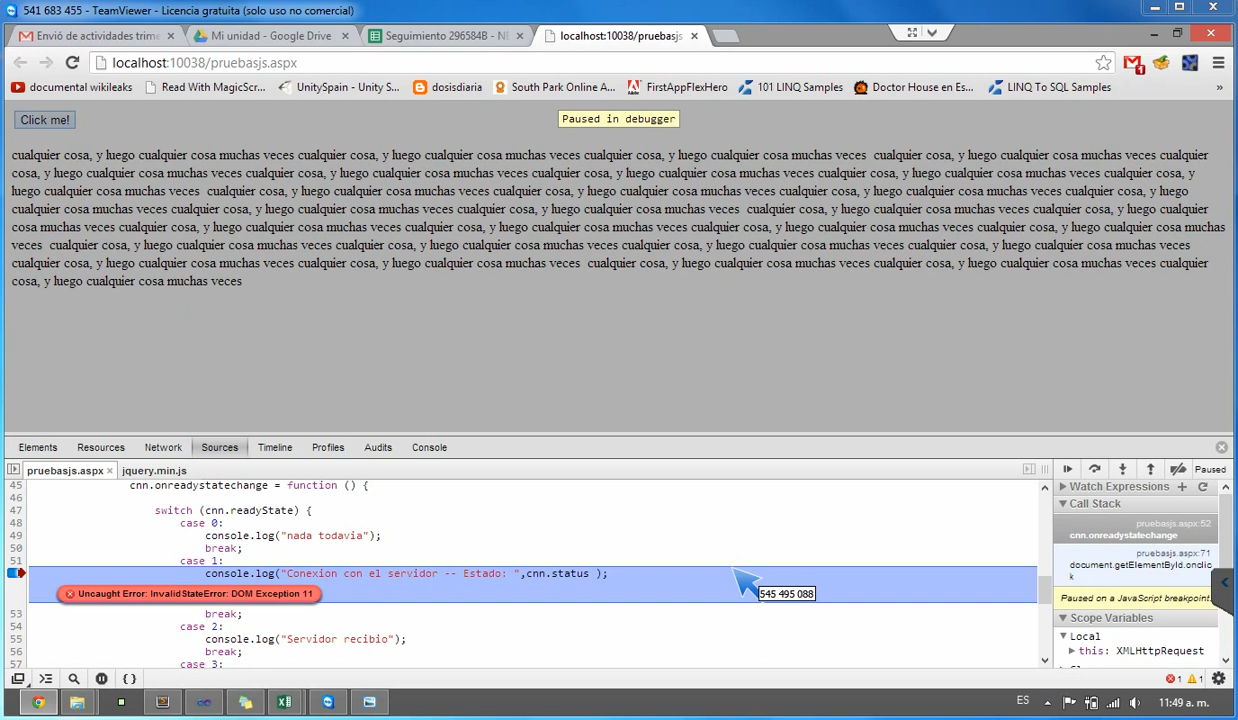 541 683 455 - TeamViewer - Licencia gratuita (solo uso no comercial)
Envió de actividades trime
Mi unidad - Google Drive
Seguimiento 296584B - NE
localhost:10038/pruebasjs
localhost:10038/pruebasjs.aspx
documental wikileaks
Read With MagicScr...
UnitySpain - Unity S...
dosisdiaria
South Park Online A...
FirstAppFlexHero
101 LINQ Samples
Doctor House en Es...
LINQ To SQL Samples
»
Click me!
Paused in debugger
cualquier cosa, y luego cualquier cosa muchas veces cualquier cosa, y luego cualquier cosa muchas veces cualquier cosa, y luego cualquier cosa muchas veces  cualquier cosa, y luego cualquier cosa muchas veces cualquier
cosa, y luego cualquier cosa muchas veces cualquier cosa, y luego cualquier cosa muchas veces cualquier cosa, y luego cualquier cosa muchas veces cualquier cosa, y luego cualquier cosa muchas veces cualquier cosa, y
luego cualquier cosa muchas veces  cualquier cosa, y luego cualquier cosa muchas veces cualquier cosa, y luego cualquier cosa muchas veces cualquier cosa, y luego cualquier cosa muchas veces cualquier cosa, y luego
cualquier cosa muchas veces cualquier cosa, y luego cualquier cosa muchas veces cualquier cosa, y luego cualquier cosa muchas veces  cualquier cosa, y luego cualquier cosa muchas veces cualquier cosa, y luego cualquier
cosa muchas veces cualquier cosa, y luego cualquier cosa muchas veces cualquier cosa, y luego cualquier cosa muchas veces cualquier cosa, y luego cualquier cosa muchas veces cualquier cosa, y luego cualquier cosa muchas
veces  cualquier cosa, y luego cualquier cosa muchas veces cualquier cosa, y luego cualquier cosa muchas veces cualquier cosa, y luego cualquier cosa muchas veces cualquier cosa, y luego cualquier cosa muchas veces
cualquier cosa, y luego cualquier cosa muchas veces cualquier cosa, y luego cualquier cosa muchas veces  cualquier cosa, y luego cualquier cosa muchas veces cualquier cosa, y luego cualquier cosa muchas veces cualquier
cosa, y luego cualquier cosa muchas veces
Elements
Resources
Network
Sources
Timeline
Profiles
Audits
Console
pruebasjs.aspx
jquery.min.js
Paused
45 cnn.onreadystatechange = function () {
46
47 switch (cnn.readyState) {
48 case 0:
49 console.log("nada todavia");
50 break;
51 case 1:
console.log("Conexion con el servidor -- Estado: ",cnn.status );
Uncaught Error: InvalidStateError: DOM Exception 11
545 495 088
53 break;
54 case 2:
55 console.log("Servidor recibio");
56 break;
57 case 3:
Watch Expressions
Call Stack
pruebasjs.aspx:52
cnn.onreadystatechange
pruebasjs.aspx:71
document.getElementById.onclic
k
Paused on a JavaScript breakpoint.
Scope Variables
Local
this: XMLHttpRequest
1
1
ES
11:49 a. m.